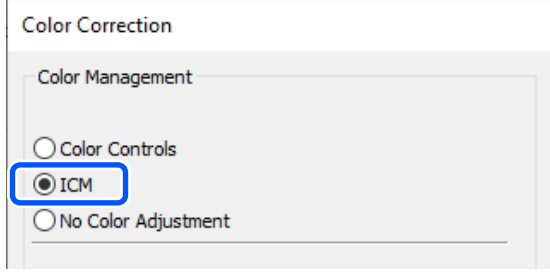 Color Correction
Color Management
Color Controls
ICM
No Color Adjustment